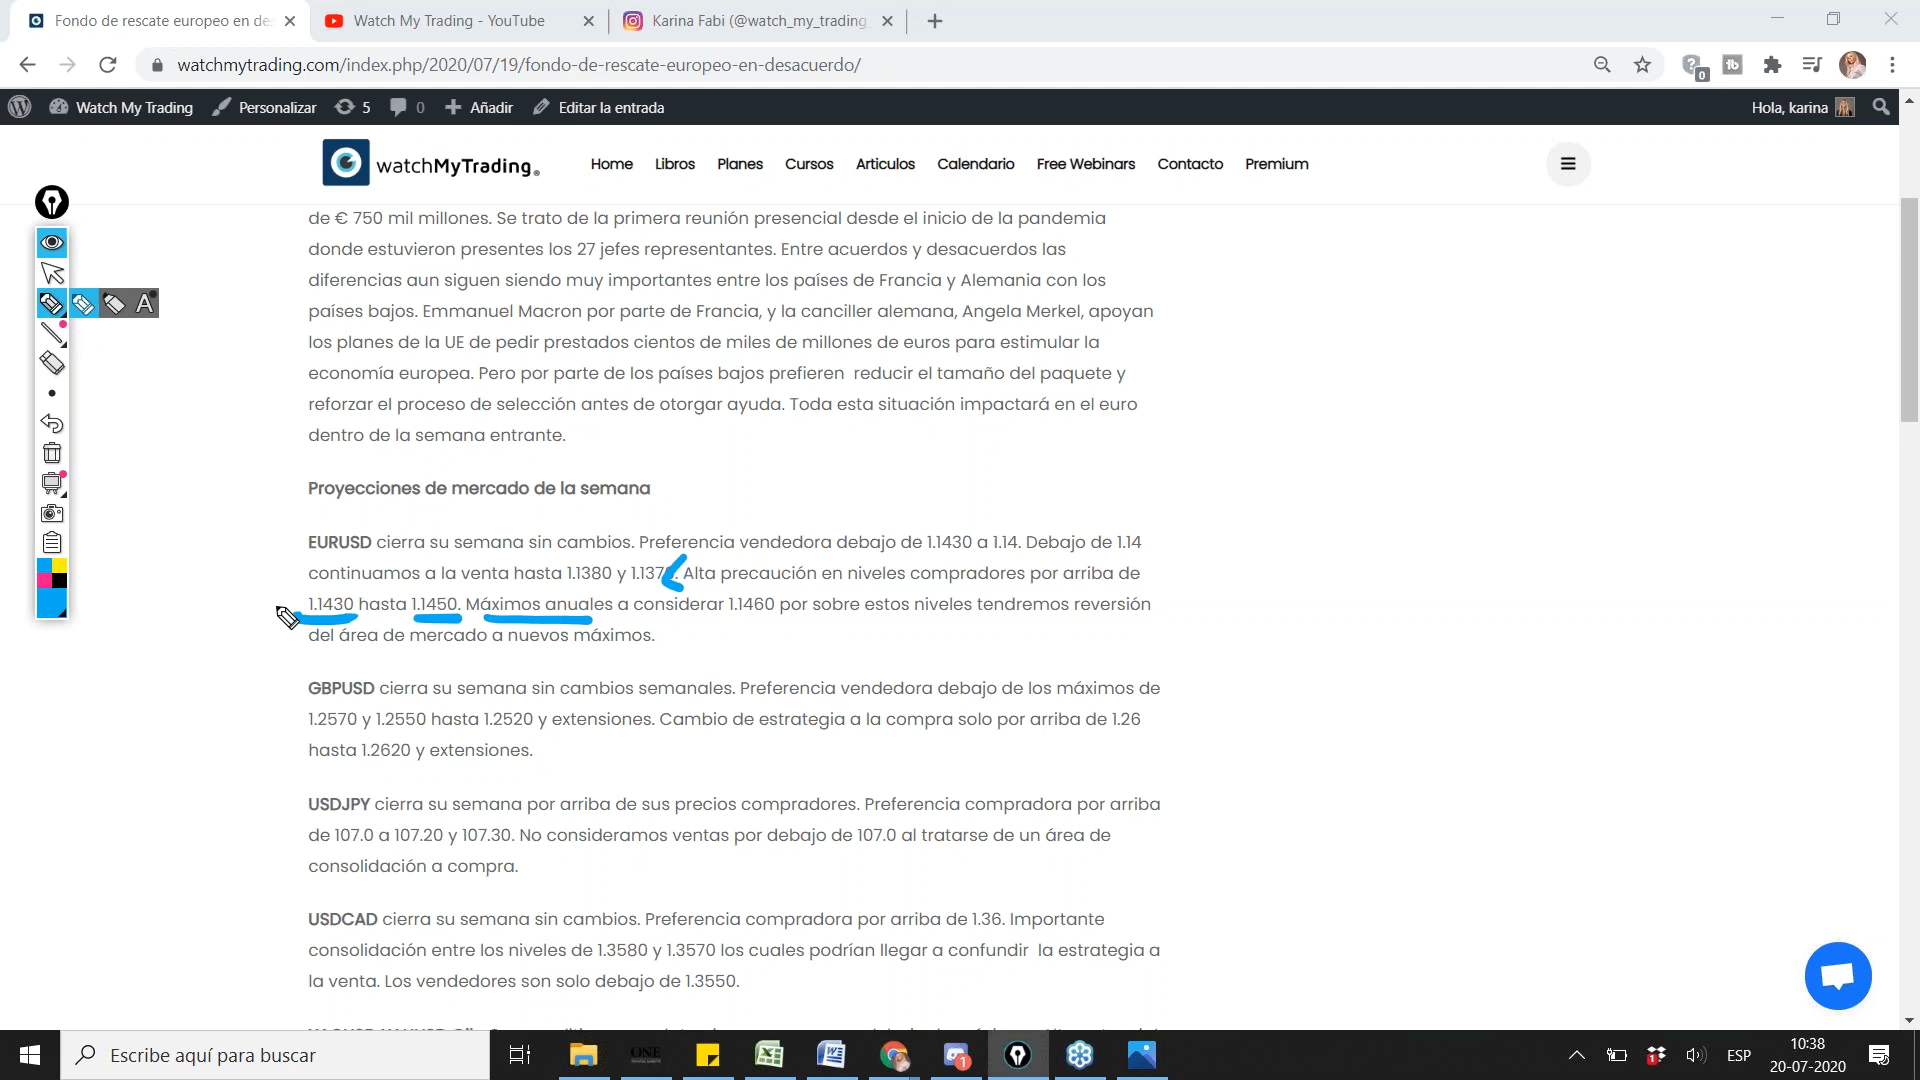 Fondo de rescate europeo en de
Watch My Trading - YouTube
Karina Fabi (@watch_my_trading_
watchmytrading.com/index.php/2020/07/19/fondo-de-rescate-europeo-en-desacuerdo/
0
Watch My Trading Personalizar 5 0 Añadir Editar la entrada Hola, karina
watchMyTrading® Home Libros Planes Cursos Articulos Calendario Free Webinars Contacto Premium
de € 750 mil millones. Se trato de la primera reunión presencial desde el inicio de la pandemia
donde estuvieron presentes los 27 jefes representantes. Entre acuerdos y desacuerdos las
diferencias aun siguen siendo muy importantes entre los países de Francia y Alemania con los
países bajos. Emmanuel Macron por parte de Francia, y la canciller alemana, Angela Merkel, apoyan
los planes de la UE de pedir prestados cientos de miles de millones de euros para estimular la
economía europea. Pero por parte de los países bajos prefieren reducir el tamaño del paquete y
reforzar el proceso de selección antes de otorgar ayuda. Toda esta situación impactará en el euro
dentro de la semana entrante.
Proyecciones de mercado de la semana
EURUSD cierra su semana sin cambios. Preferencia vendedora debajo de 1.1430 a 1.14. Debajo de 1.14
continuamos a la venta hasta 1.1380 y 1.1370. Alta precaución en niveles compradores por arriba de
1.1430 hasta 1.1450. Máximos anuales a considerar 1.1460 por sobre estos niveles tendremos reversión
del área de mercado a nuevos máximos.
GBPUSD cierra su semana sin cambios semanales. Preferencia vendedora debajo de los máximos de
1.2570 y 1.2550 hasta 1.2520 y extensiones. Cambio de estrategia a la compra solo por arriba de 1.26
hasta 1.2620 y extensiones.
USDJPY cierra su semana por arriba de sus precios compradores. Preferencia compradora por arriba
de 107.0 a 107.20 y 107.30. No consideramos ventas por debajo de 107.0 al tratarse de un área de
consolidación a compra.
USDCAD cierra su semana sin cambios. Preferencia compradora por arriba de 1.36. Importante
consolidación entre los niveles de 1.3580 y 1.3570 los cuales podrían llegar a confundir la estrategia a
la venta. Los vendedores son solo debajo de 1.3550.
Escribe aquí para buscar
ONE
1
1
ESP
10:38
20-07-2020